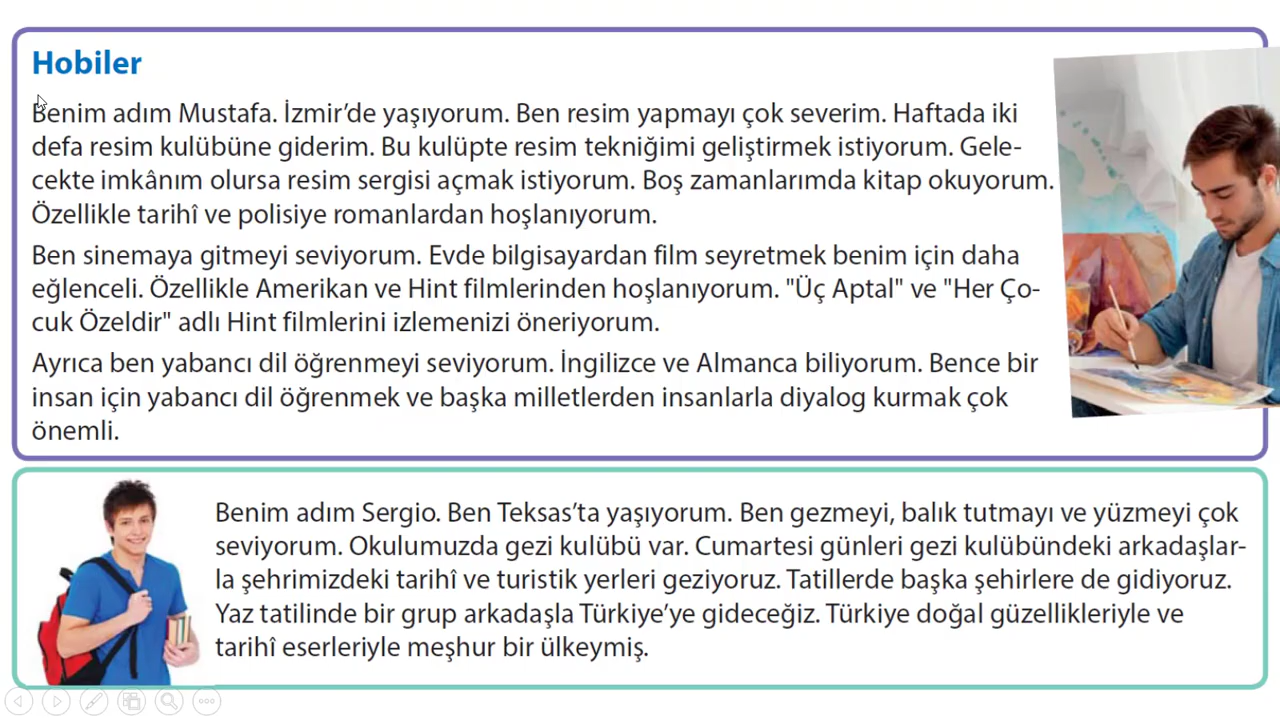 Hobiler
Benim adım Mustafa. İzmir’de yaşıyorum. Ben resim yapmayı çok severim. Haftada iki
defa resim kulübüne giderim. Bu kulüpte resim tekniğimi geliştirmek istiyorum. Gele-
cekte imkânım olursa resim sergisi açmak istiyorum. Boş zamanlarımda kitap okuyorum.
Özellikle tarihî ve polisiye romanlardan hoşlanıyorum.
Ben sinemaya gitmeyi seviyorum. Evde bilgisayardan film seyretmek benim için daha
eğlenceli. Özellikle Amerikan ve Hint filmlerinden hoşlanıyorum. "Üç Aptal" ve "Her Ço-
cuk Özeldir" adlı Hint filmlerini izlemenizi öneriyorum.
Ayrıca ben yabancı dil öğrenmeyi seviyorum. İngilizce ve Almanca biliyorum. Bence bir
insan için yabancı dil öğrenmek ve başka milletlerden insanlarla diyalog kurmak çok
önemli.
Benim adım Sergio. Ben Teksas’ta yaşıyorum. Ben gezmeyi, balık tutmayı ve yüzmeyi çok
seviyorum. Okulumuzda gezi kulübü var. Cumartesi günleri gezi kulübündeki arkadaşlar-
la şehrimizdeki tarihî ve turistik yerleri geziyoruz. Tatillerde başka şehirlere de gidiyoruz.
Yaz tatilinde bir grup arkadaşla Türkiye’ye gideceğiz. Türkiye doğal güzellikleriyle ve
tarihî eserleriyle meşhur bir ülkeymiş.